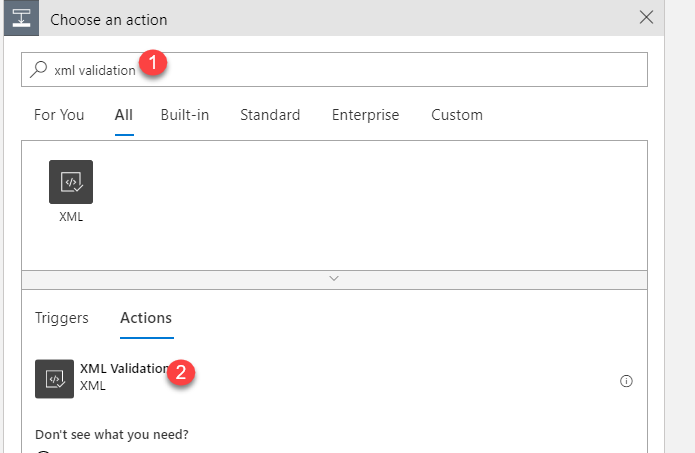 Choose an action
xml validation 1
For You All Built-in Standard Enterprise Custom
XML
Triggers Actions
XML Validation 2
XML
Don't see what you need?